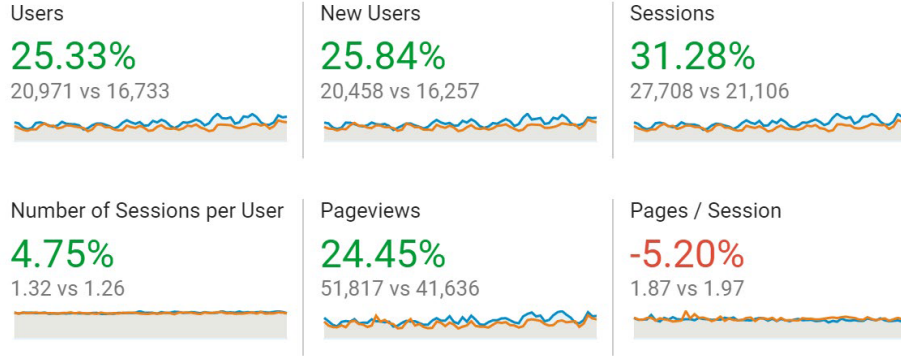 Users
25.33%
20,971 vs 16,733
New Users
25.84%
20,458 vs 16,257
Sessions
31.28%
27,708 vs 21,106
Number of Sessions per User
4.75%
1.32 vs 1.26
Pageviews
24.45%
51,817 vs 41,636
Pages / Session
-5.20%
1.87 vs 1.97